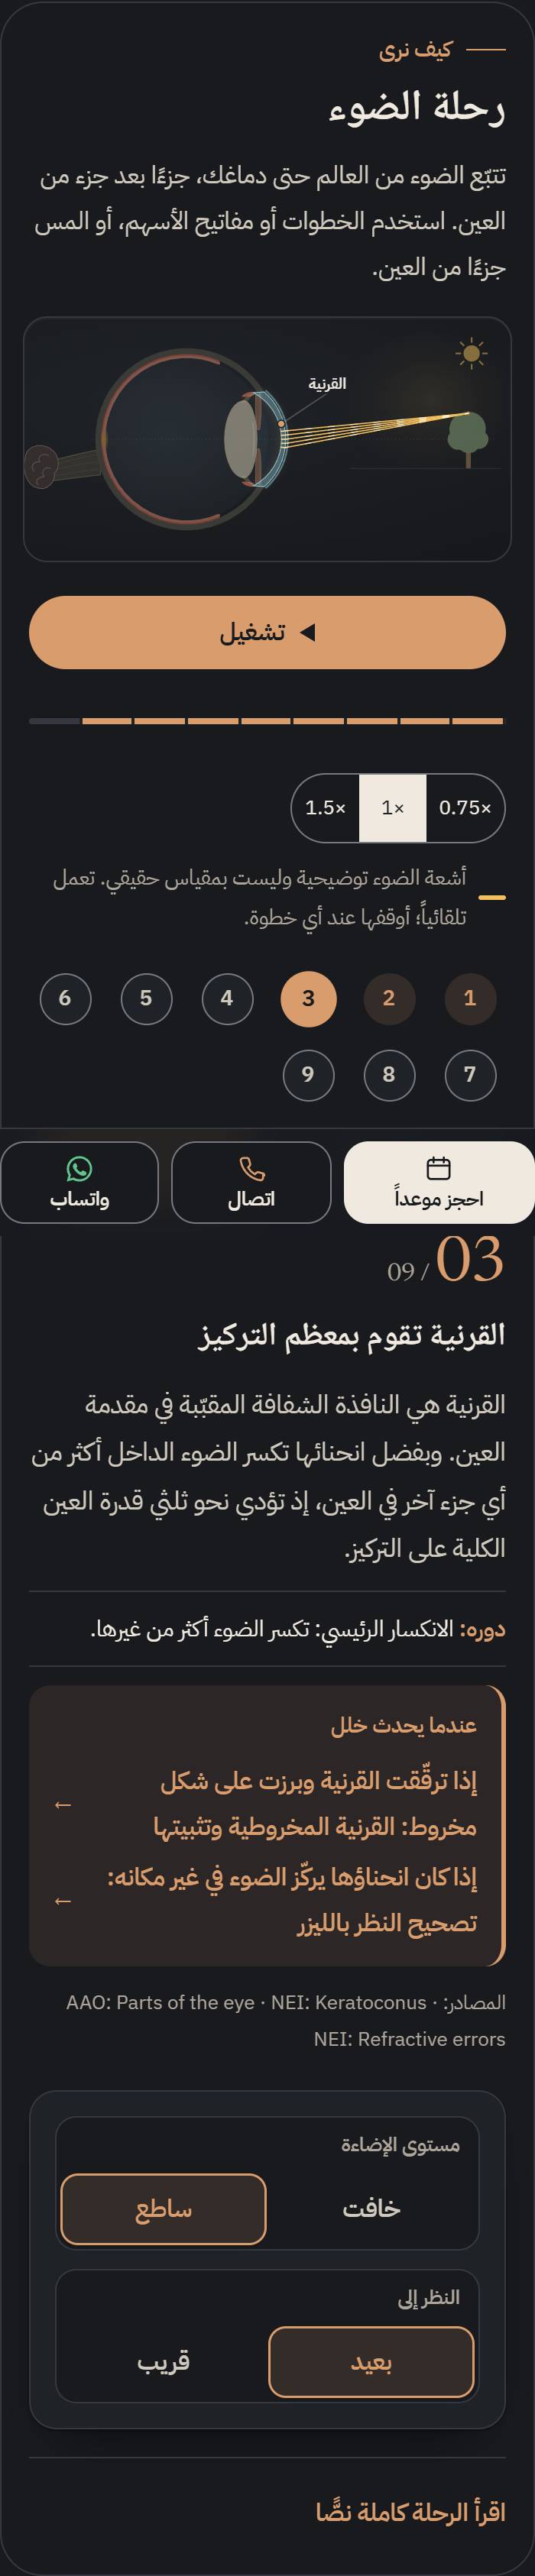 كيف نرى
رحلة الضوء
تتبّع الضوء من العالم حتى دماغك، جزءًا بعد جزء من
العين. استخدم الخطوات أو مفاتيح الأسهم، أو المس
جزءًا من العين.
القرنية
تشغيل
0.75× 1× 1.5×
أشعة الضوء توضيحية وليست بمقياس حقيقي. تعمل
تلقائياً؛ أوقفها عند أي خطوة.
1 2 3 4 5 6
7 8 9
احجز موعداً اتصال واتساب
03 / 09
القرنية تقوم بمعظم التركيز
القرنية هي النافذة الشفافة المقبّبة في مقدمة
العين. وبفضل انحنائها تكسر الضوء الداخل أكثر من
أي جزء آخر في العين، إذ تؤدي نحو ثلثي قدرة العين
الكلية على التركيز.
دوره: الانكسار الرئيسي: تكسر الضوء أكثر من غيرها.
عندما يحدث خلل
إذا ترقّقت القرنية وبرزت على شكل
مخروط: القرنية المخروطية وتثبيتها ←
إذا كان انحناؤها يركّز الضوء في غير مكانه:
تصحيح النظر بالليزر ←
المصادر: AAO: Parts of the eye · NEI: Keratoconus ·
NEI: Refractive errors
مستوى الإضاءة
خافت ساطع
النظر إلى
بعيد قريب
اقرأ الرحلة كاملة نصًّا